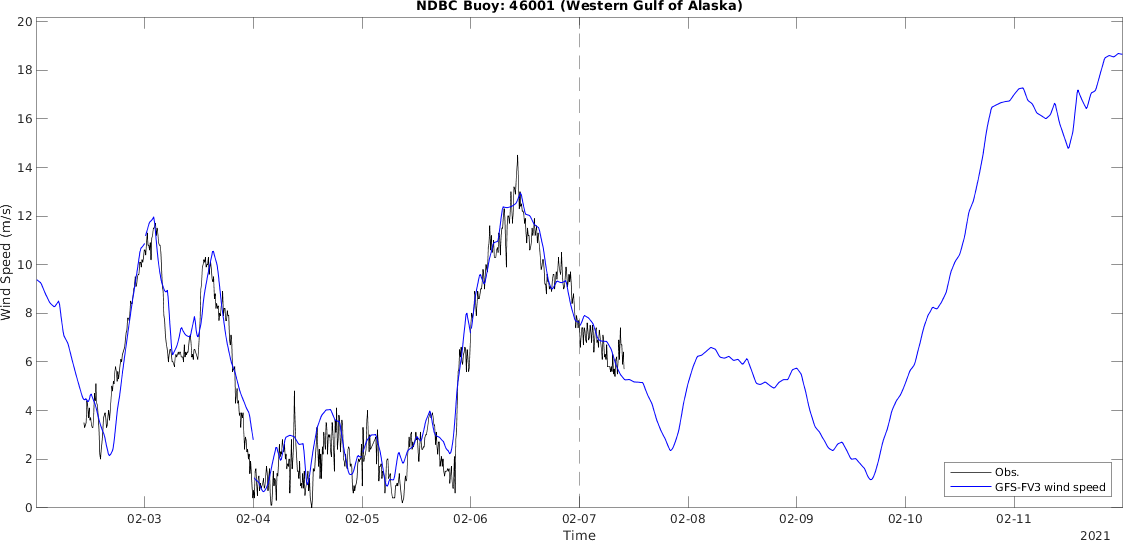 NDBC Buoy: 46001 (Western Gulf of Alaska)
20
18
16
14
12
10
8
6
4
2
0
Wind Speed (m/s)
Obs.
GFS-FV3 wind speed
02-03 02-04 02-05 02-06 02-07 02-08 02-09 02-10 02-11
Time
2021